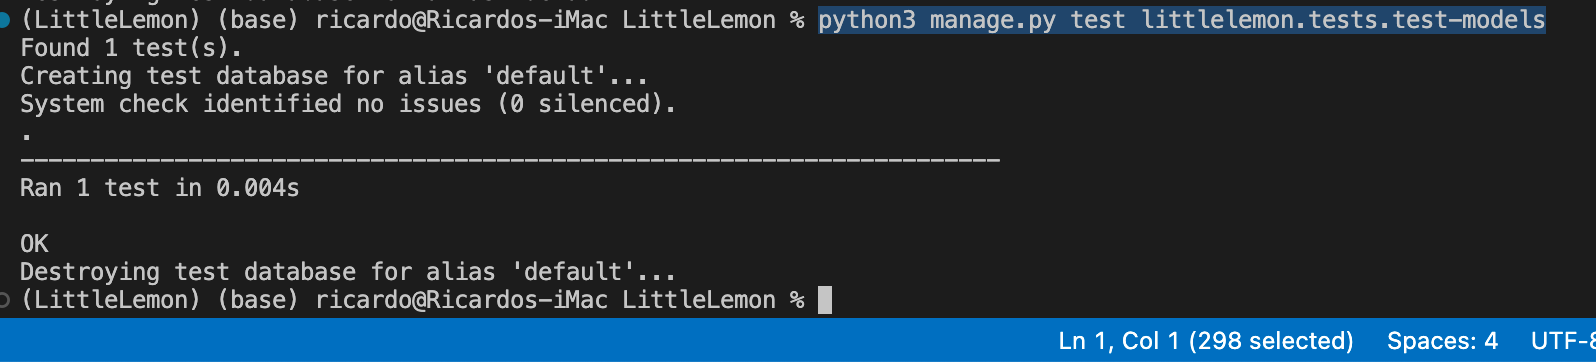 (LittleLemon) (base) ricardo@Ricardos-iMac LittleLemon % python3 manage.py test littlelemon.tests.test-models
Found 1 test(s).
Creating test database for alias 'default'...
System check identified no issues (0 silenced).
.
----------------------------------------------------------------------
Ran 1 test in 0.004s
OK
Destroying test database for alias 'default'...
(LittleLemon) (base) ricardo@Ricardos-iMac LittleLemon %
Ln 1, Col 1 (298 selected) Spaces: 4 UTF-8